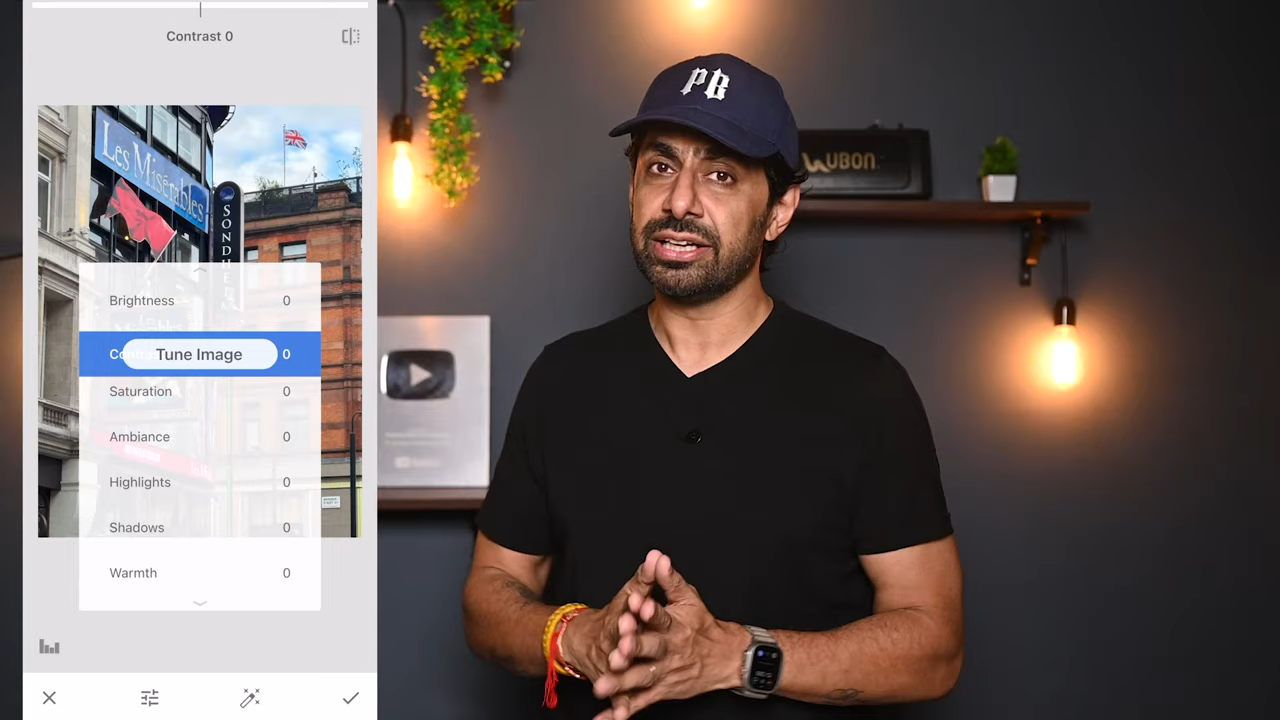 Contrast 0
Les Misérables
SONDHE
Brightness 0
Tune Image 0
Saturation 0
Ambiance 0
Highlights 0
Shadows 0
Warmth 0
PB
WUBON